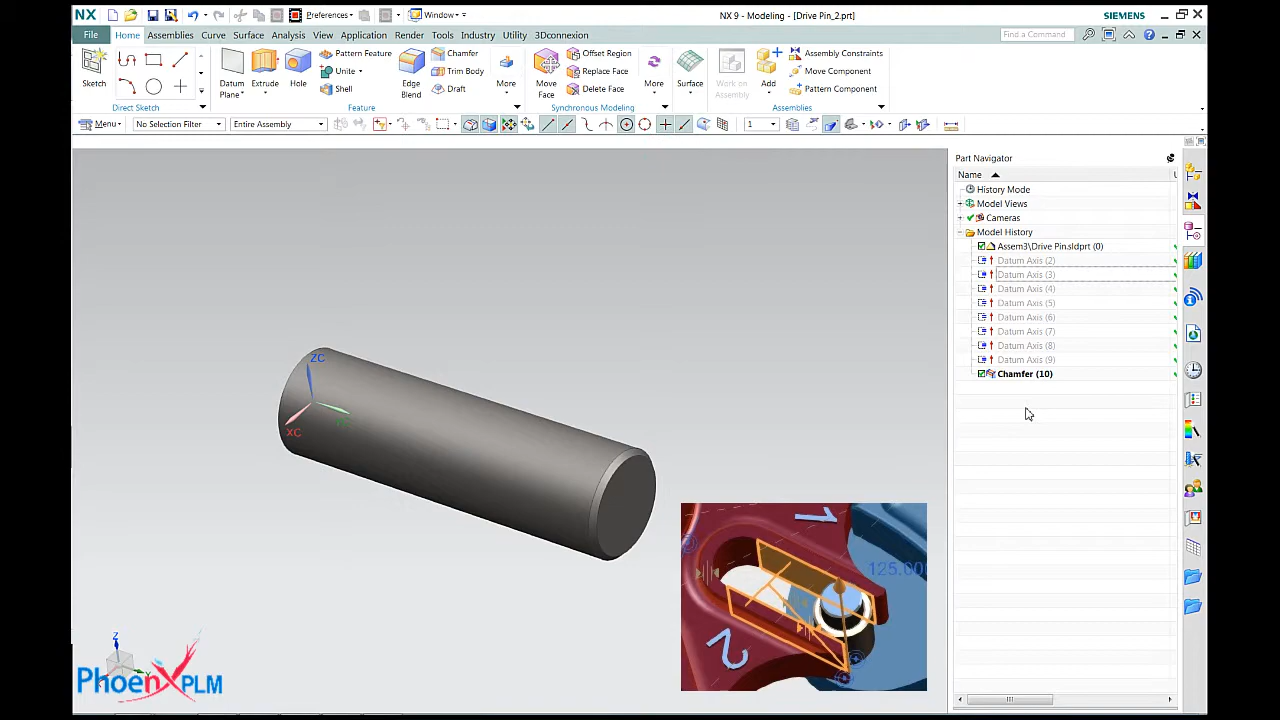 NX Preferences Window NX 9 - Modeling - [Drive Pin_2.prt] SIEMENS
File Home Assemblies Curve Surface Analysis View Application Render Tools Industry Utility 3Dconnexion Find a Command
Sketch
Direct Sketch
Datum Plane
Extrude
Hole
Pattern Feature
Unite
Shell
Edge Blend
Chamfer
Trim Body
Draft
More
Feature
Move Face
Offset Region
Replace Face
Delete Face
More
Synchronous Modeling
Surface
Work on Assembly
Add
Assembly Constraints
Move Component
Pattern Component
Assemblies
Menu No Selection Filter Entire Assembly 1
Part Navigator
Name
History Mode
Model Views
Cameras
Model History
Assem3\Drive Pin.sldprt (0)
Datum Axis (2)
Datum Axis (3)
Datum Axis (4)
Datum Axis (5)
Datum Axis (6)
Datum Axis (7)
Datum Axis (8)
Datum Axis (9)
Chamfer (10)
ZC
XC
1
125.000
2
Z
PhoenXPLM